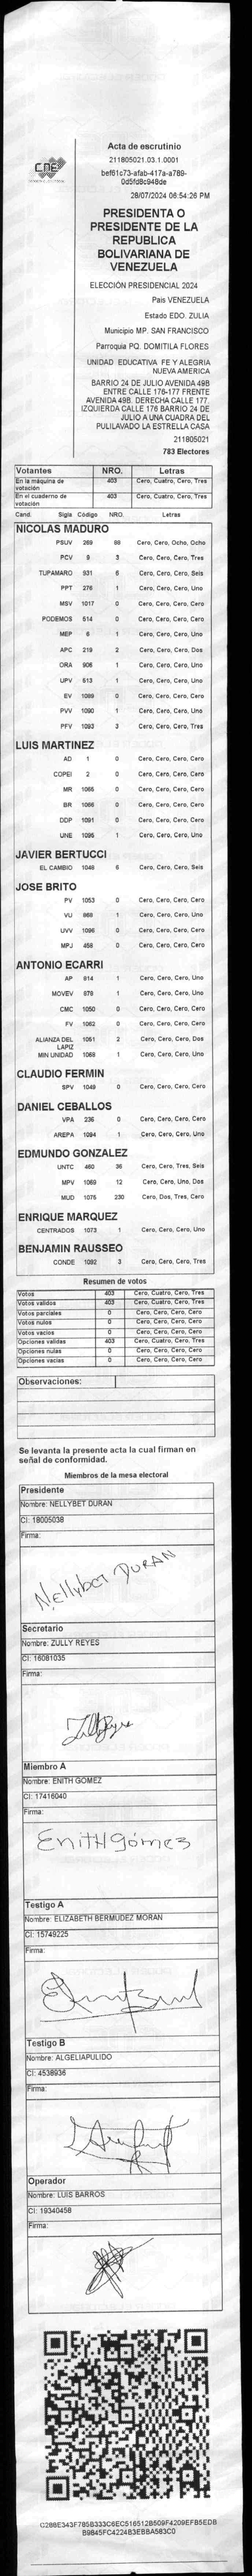 CNE
Acta de escrutinio
211805021.03.1.0001
bef61c73-afab-417a-a789-
0d5fd8c948de
28/07/2024 06:54:26 PM
PRESIDENTA O
PRESIDENTE DE LA
REPUBLICA
BOLIVARIANA DE
VENEZUELA
ELECCIÓN PRESIDENCIAL 2024
Pais VENEZUELA
Estado EDO. ZULIA
Municipio MP. SAN FRANCISCO
Parroquia PQ. DOMITILA FLORES
UNIDAD EDUCATIVA FE Y ALEGRIA
NUEVA AMERICA
BARRIO 24 DE JULIO AVENIDA 49B
ENTRE CALLE 176-177 FRENTE
AVENIDA 49B. DERECHA CALLE 177.
IZQUIERDA CALLE 176 BARRIO 24 DE
JULIO A UNA CUADRA DEL
PULILAVADO LA ESTRELLA CASA
211805021
783 Electores
Votantes NRO. Letras
En la máquina de votación 403 Cero, Cuatro, Cero, Tres
En el cuaderno de votación 403 Cero, Cuatro, Cero, Tres
Cand. Sigla Código NRO. Letras
NICOLAS MADURO
PSUV 269 88 Cero, Cero, Ocho, Ocho
PCV 9 3 Cero, Cero, Cero, Tres
TUPAMARO 931 6 Cero, Cero, Cero, Seis
PPT 276 1 Cero, Cero, Cero, Uno
MSV 1017 0 Cero, Cero, Cero, Cero
PODEMOS 514 0 Cero, Cero, Cero, Cero
MEP 6 1 Cero, Cero, Cero, Uno
APC 219 2 Cero, Cero, Cero, Dos
ORA 906 1 Cero, Cero, Cero, Uno
UPV 513 1 Cero, Cero, Cero, Uno
EV 1089 0 Cero, Cero, Cero, Cero
PVV 1090 1 Cero, Cero, Cero, Uno
PFV 1093 3 Cero, Cero, Cero, Tres
LUIS MARTINEZ
AD 1 0 Cero, Cero, Cero, Cero
COPEI 2 0 Cero, Cero, Cero, Cero
MR 1065 0 Cero, Cero, Cero, Cero
BR 1066 0 Cero, Cero, Cero, Cero
DDP 1091 0 Cero, Cero, Cero, Cero
UNE 1095 1 Cero, Cero, Cero, Uno
JAVIER BERTUCCI
EL CAMBIO 1048 6 Cero, Cero, Cero, Seis
JOSE BRITO
PV 1053 0 Cero, Cero, Cero, Cero
VU 868 1 Cero, Cero, Cero, Uno
UVV 1096 0 Cero, Cero, Cero, Cero
MPJ 458 0 Cero, Cero, Cero, Cero
ANTONIO ECARRI
AP 814 1 Cero, Cero, Cero, Uno
MOVEV 979 1 Cero, Cero, Cero, Uno
CMC 1050 0 Cero, Cero, Cero, Cero
FV 1062 0 Cero, Cero, Cero, Cero
ALIANZA DEL LAPIZ 1061 2 Cero, Cero, Cero, Dos
MIN UNIDAD 1068 1 Cero, Cero, Cero, Uno
CLAUDIO FERMIN
SPV 1049 0 Cero, Cero, Cero, Cero
DANIEL CEBALLOS
VPA 236 0 Cero, Cero, Cero, Cero
AREPA 1094 1 Cero, Cero, Cero, Uno
EDMUNDO GONZALEZ
UNTC 460 36 Cero, Cero, Tres, Seis
MPV 1069 12 Cero, Cero, Uno, Dos
MUD 1075 230 Cero, Dos, Tres, Cero
ENRIQUE MARQUEZ
CENTRADOS 1073 1 Cero, Cero, Cero, Uno
BENJAMIN RAUSSEO
CONDE 1092 3 Cero, Cero, Cero, Tres
Resumen de votos
Votos 403 Cero, Cuatro, Cero, Tres
Votos validos 403 Cero, Cuatro, Cero, Tres
Votos parciales 0 Cero, Cero, Cero, Cero
Votos nulos 0 Cero, Cero, Cero, Cero
Votos vacios 0 Cero, Cero, Cero, Cero
Opciones validas 403 Cero, Cuatro, Cero, Tres
Opciones nulas 0 Cero, Cero, Cero, Cero
Opciones vacias 0 Cero, Cero, Cero, Cero
Observaciones:
Se levanta la presente acta la cual firman en
señal de conformidad.
Miembros de la mesa electoral
Presidente
Nombre: NELLYBET DURAN
CI: 18005038
Firma:
Nellybet DURAN
Secretario
Nombre: ZULLY REYES
CI: 16081035
Firma:
Miembro A
Nombre: ENITH GOMEZ
CI: 17416040
Firma:
Enith gómez
Testigo A
Nombre: ELIZABETH BERMUDEZ MORAN
CI: 15749225
Firma:
Testigo B
Nombre: ALGELIAPULIDO
CI: 4538936
Firma:
Operador
Nombre: LUIS BARROS
CI: 19340458
Firma:
C288E343F785B333C6EC516512B509F4209EFB5EDB
B9845FC4224B3EBBA583C0